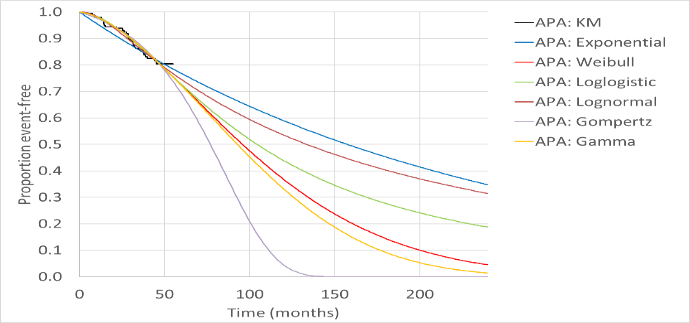 1.0
0.9
0.8
0.7
0.6
0.5
0.4
0.3
0.2
0.1
0.0
Proportion event-free
0 50 100 150 200
Time (months)
APA: KM
APA: Exponential
APA: Weibull
APA: Loglogistic
APA: Lognormal
APA: Gompertz
APA: Gamma